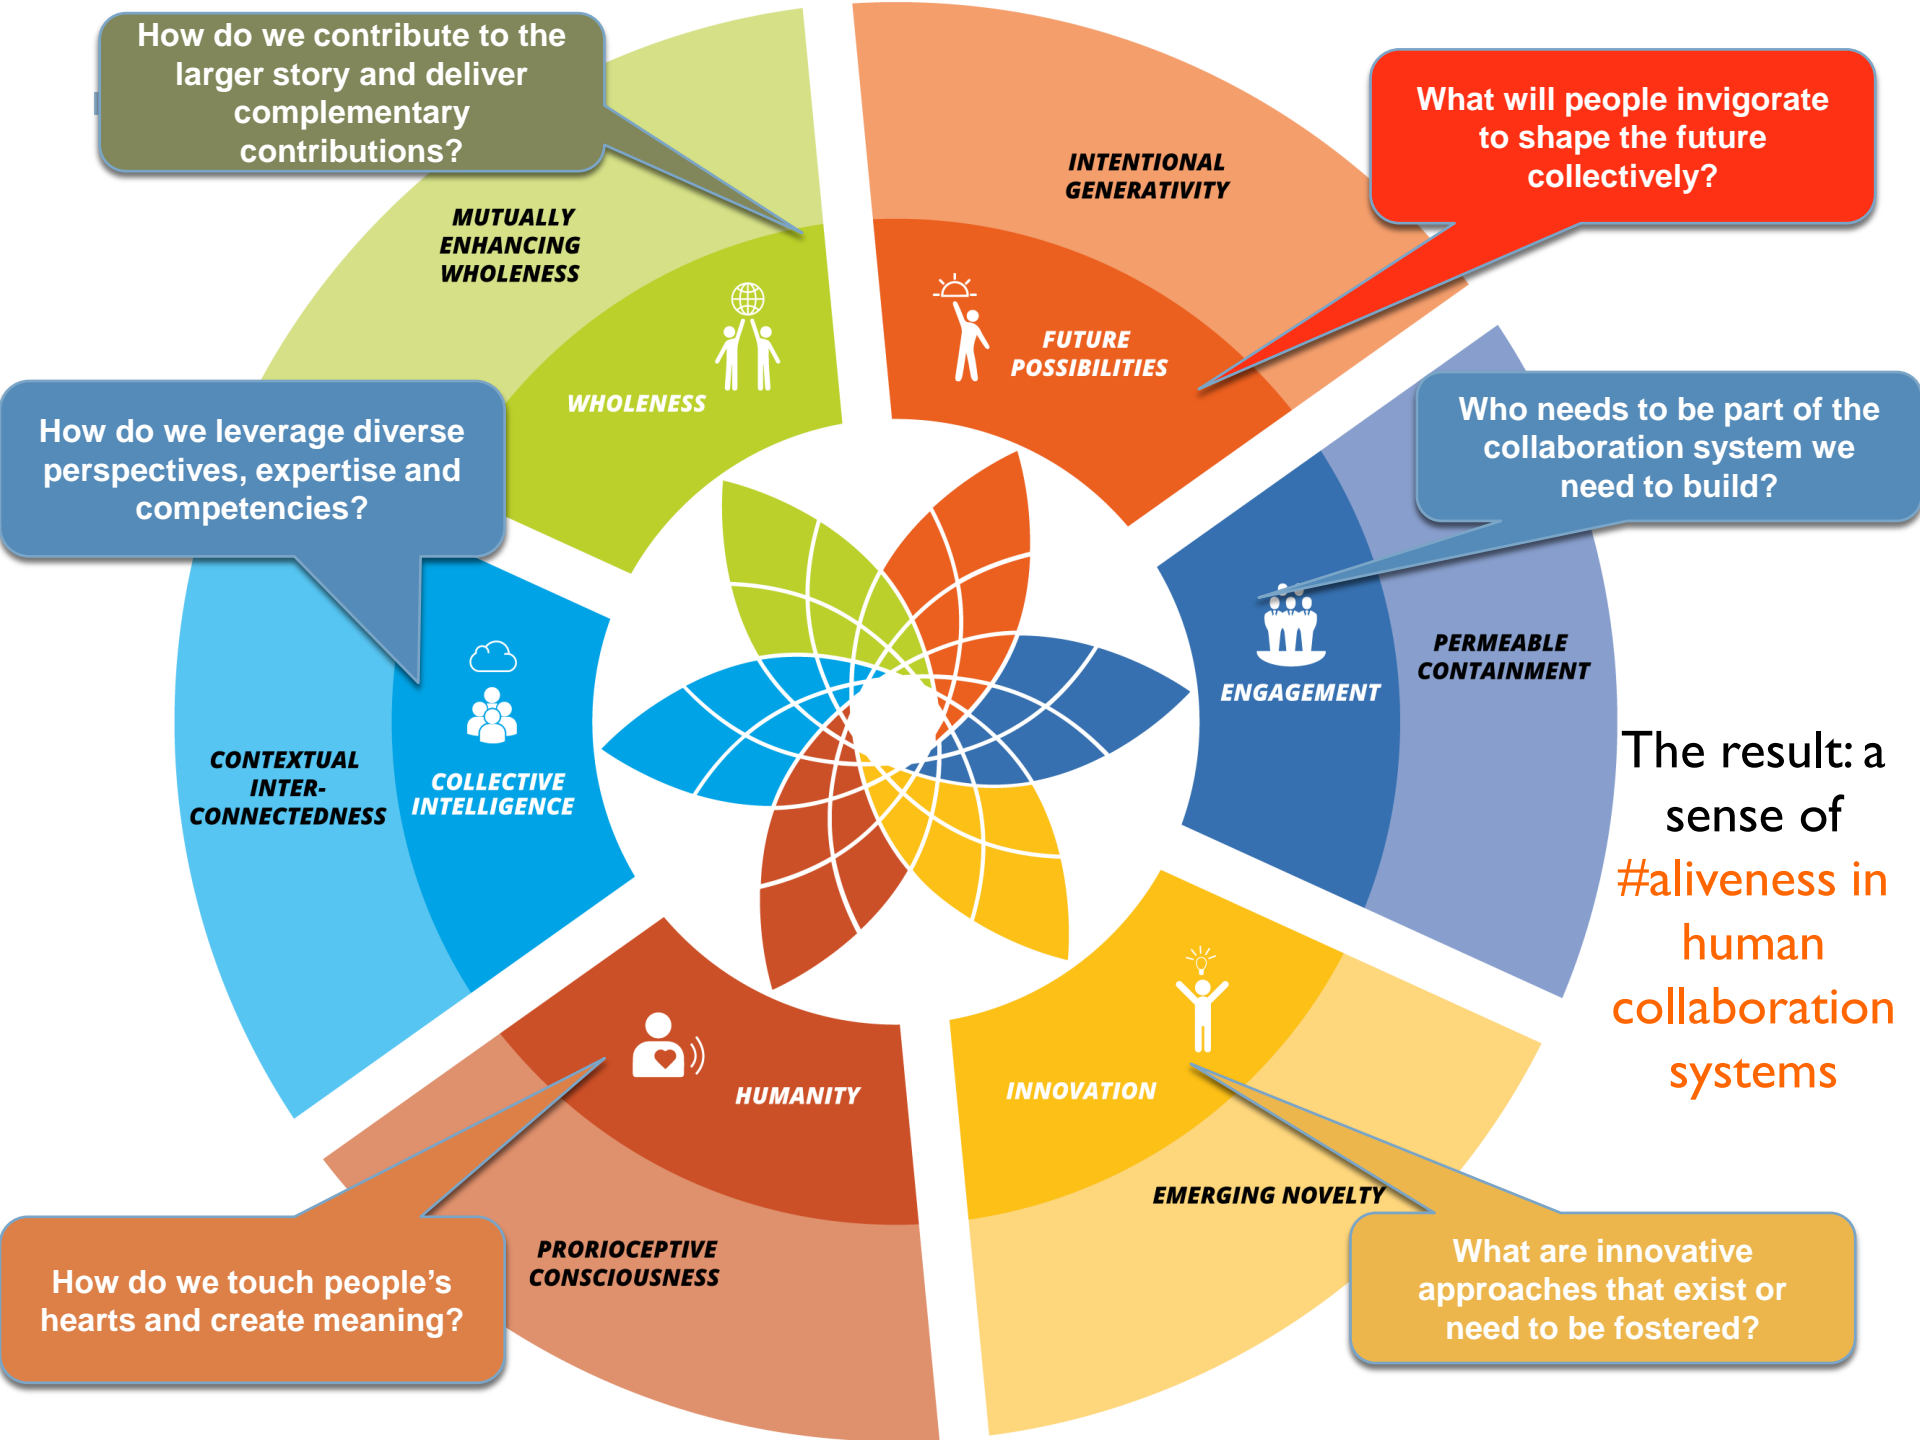 How do we contribute to the
larger story and deliver
complementary
contributions?
What will people invigorate
to shape the future
collectively?
INTENTIONAL
GENERATIVITY
MUTUALLY
ENHANCING
WHOLENESS
FUTURE
POSSIBILITIES
WHOLENESS
How do we leverage diverse
perspectives, expertise and
competencies?
Who needs to be part of the
collaboration system we
need to build?
PERMEABLE
CONTAINMENT
ENGAGEMENT
CONTEXTUAL
INTER-
CONNECTEDNESS
COLLECTIVE
INTELLIGENCE
The result: a
sense of
#aliveness in
human
collaboration
systems
HUMANITY
INNOVATION
EMERGING NOVELTY
PRORIOCEPTIVE
CONSCIOUSNESS
How do we touch people’s
hearts and create meaning?
What are innovative
approaches that exist or
need to be fostered?